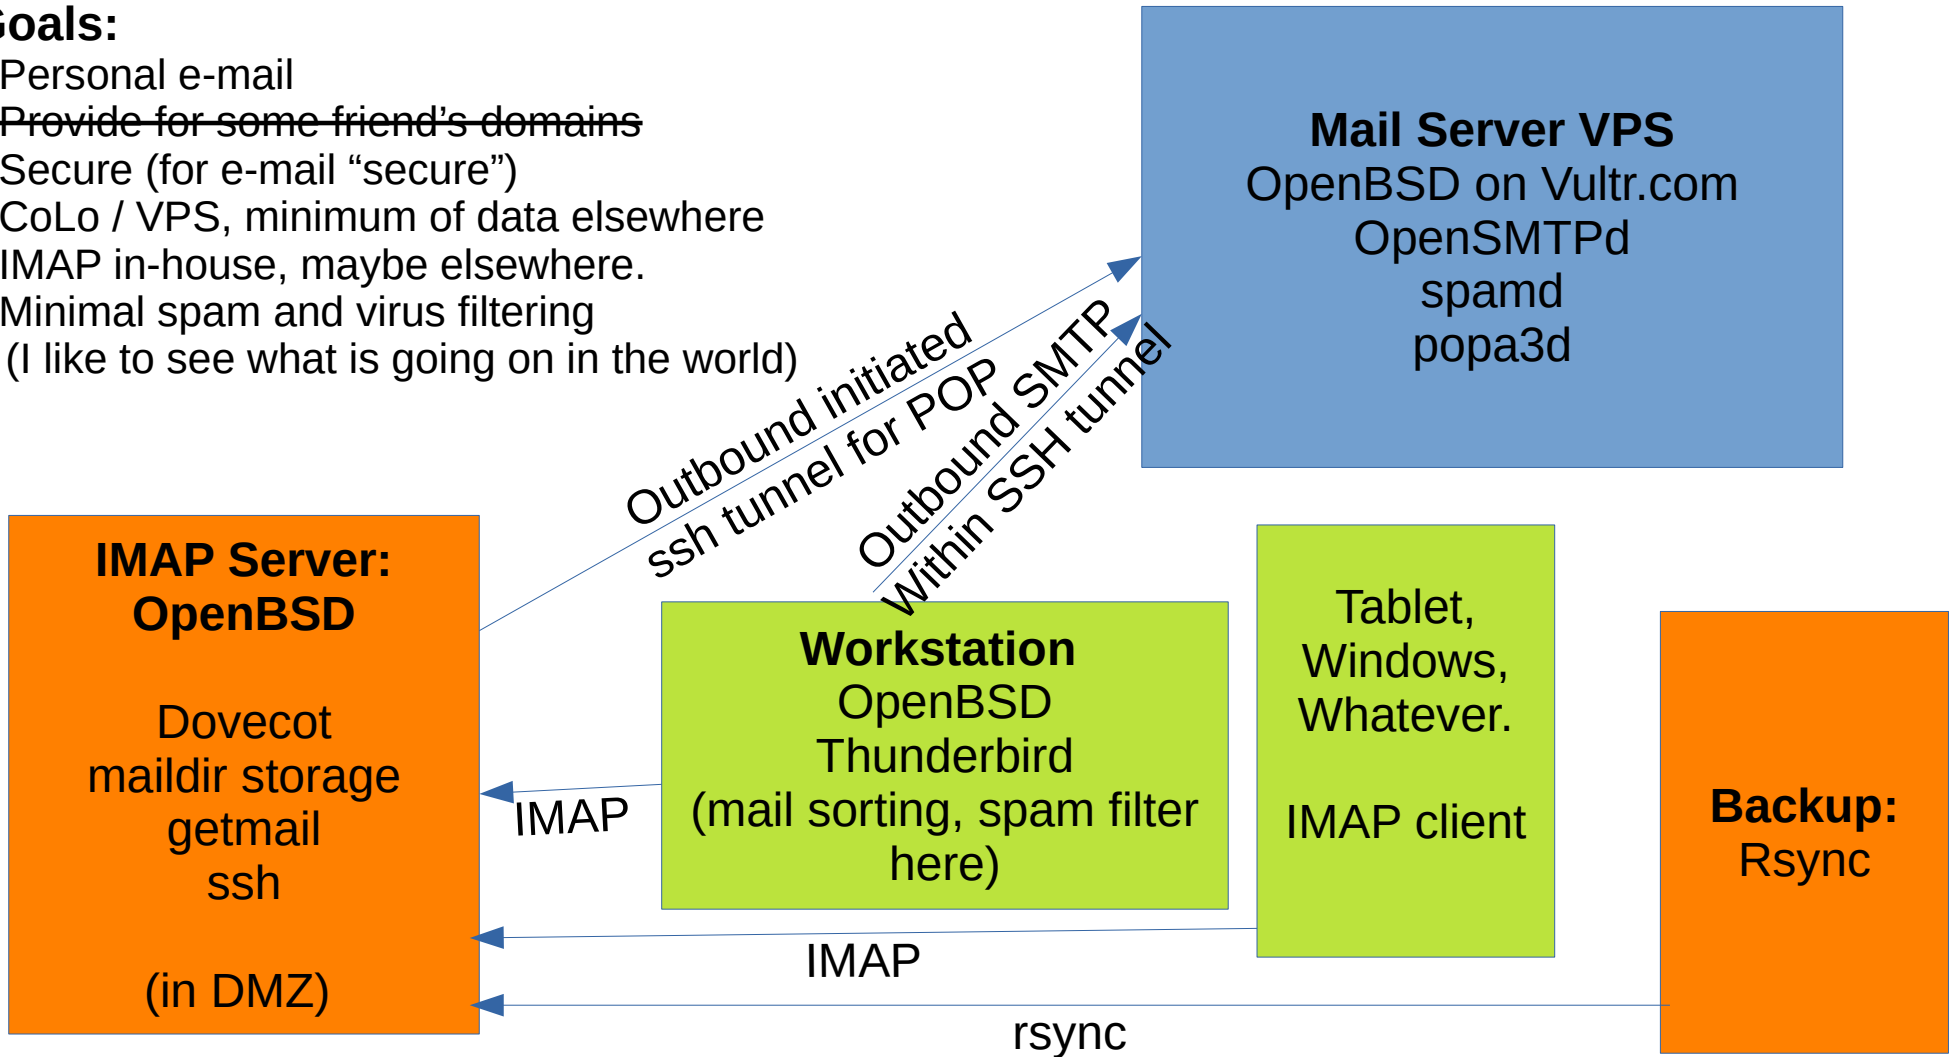 Goals:
Personal e-mail
Provide for some friend’s domains
Secure (for e-mail “secure”)
CoLo / VPS, minimum of data elsewhere
IMAP in-house, maybe elsewhere.
Minimal spam and virus filtering
(I like to see what is going on in the world)
Mail Server VPS
OpenBSD on Vultr.com
OpenSMTPd
spamd
popa3d
Outbound initiated
ssh tunnel for POP
Outbound SMTP
Within SSH tunnel
IMAP Server:
OpenBSD
Dovecot
maildir storage
getmail
ssh
(in DMZ)
Workstation
OpenBSD
Thunderbird
(mail sorting, spam filter
here)
Tablet,
Windows,
Whatever.
IMAP client
Backup:
Rsync
IMAP
IMAP
rsync